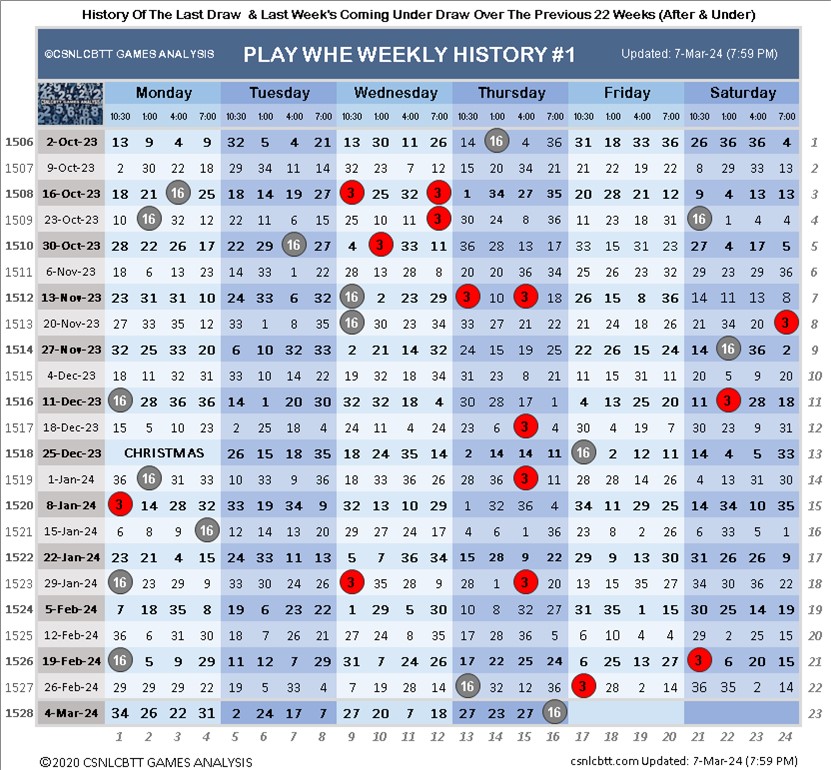 History Of The Last Draw & Last Week's Coming Under Draw Over The Previous 22 Weeks (After & Under)
©CSNLCBTT GAMES ANALYSIS PLAY WHE WEEKLY HISTORY #1 Updated: 7-Mar-24 (7:59 PM)
CSNLCBTT GAMES ANALYSIS Monday Tuesday Wednesday Thursday Friday Saturday
10:30 1:00 4:00 7:00 10:30 1:00 4:00 7:00 10:30 1:00 4:00 7:00 10:30 1:00 4:00 7:00 10:30 1:00 4:00 7:00 10:30 1:00 4:00 7:00
1506 2-Oct-23 13 9 4 9 32 5 4 21 13 30 11 26 14 16 4 36 31 18 33 36 26 36 36 4 1
1507 9-Oct-23 2 30 22 18 29 34 11 14 32 23 7 12 15 20 34 21 21 22 19 22 8 29 33 13 2
1508 16-Oct-23 18 21 3 25 18 14 19 27 3 25 32 3 1 34 27 35 20 22 21 12 9 4 13 13 3
1509 23-Oct-23 10 16 32 12 22 11 6 15 25 10 11 3 30 24 8 36 11 23 18 31 16 1 4 4 4
1510 30-Oct-23 28 22 26 17 22 29 16 27 4 3 33 11 36 28 13 17 33 15 31 23 27 4 17 5 5
1511 6-Nov-23 18 6 13 23 14 33 1 22 28 13 28 8 20 20 36 34 25 26 23 32 29 23 29 36 6
1512 13-Nov-23 23 31 31 10 24 33 6 32 16 2 23 29 3 10 3 18 26 15 8 36 14 11 13 8 7
1513 20-Nov-23 27 33 35 12 33 1 8 35 16 30 23 34 33 27 21 22 21 24 18 26 21 34 20 3 8
1514 27-Nov-23 32 25 33 20 6 10 32 33 2 21 14 32 24 15 19 25 22 26 15 24 14 16 36 2 9
1515 4-Dec-23 18 11 32 31 33 10 14 22 19 32 18 34 31 23 8 21 11 15 31 11 20 5 9 20 10
1516 11-Dec-23 16 28 36 36 14 1 20 30 32 32 18 4 30 28 17 1 4 13 25 20 11 3 28 18 11
1517 18-Dec-23 15 5 10 23 2 25 18 4 24 11 4 24 23 6 3 12 30 4 19 7 30 23 9 31 12
1518 25-Dec-23 CHRISTMAS 26 15 18 35 18 24 35 14 2 14 14 11 16 2 12 11 14 4 5 33 13
1519 1-Jan-24 36 16 31 33 10 33 9 36 18 33 36 26 28 36 3 11 28 28 14 26 4 13 31 30 14
1520 8-Jan-24 3 14 28 32 33 19 34 9 32 13 10 29 1 32 36 4 34 11 29 25 14 34 10 35 15
1521 15-Jan-24 6 8 9 16 12 14 13 20 29 27 24 17 4 6 1 36 23 8 2 26 6 33 5 1 16
1522 22-Jan-24 23 21 4 15 24 33 11 13 5 7 36 34 15 28 9 22 29 9 13 30 31 26 26 9 17
1523 29-Jan-24 16 23 29 9 33 30 24 26 3 35 28 9 28 1 3 20 13 15 35 27 34 30 36 22 18
1524 5-Feb-24 7 18 35 8 19 6 23 22 1 29 5 30 10 8 32 27 31 35 1 15 30 25 14 19 19
1525 12-Feb-24 36 6 31 30 18 7 26 21 27 24 8 35 17 28 36 5 6 10 4 4 29 2 25 15 20
1526 19-Feb-24 16 5 9 29 11 12 7 29 31 7 24 26 17 22 25 24 6 25 13 27 3 6 20 15 21
1527 26-Feb-24 29 29 29 22 19 5 33 4 7 19 28 14 16 32 12 36 3 28 2 14 36 35 2 14 22
1528 4-Mar-24 34 26 22 31 2 24 17 7 27 20 7 18 27 23 27 16 23
1 2 3 4 5 6 7 8 9 10 11 12 13 14 15 16 17 18 19 20 21 22 23 24
©2020 CSNLCBTT GAMES ANALYSIS csnlcbtt.com Updated: 7-Mar-24 (7:59 PM)